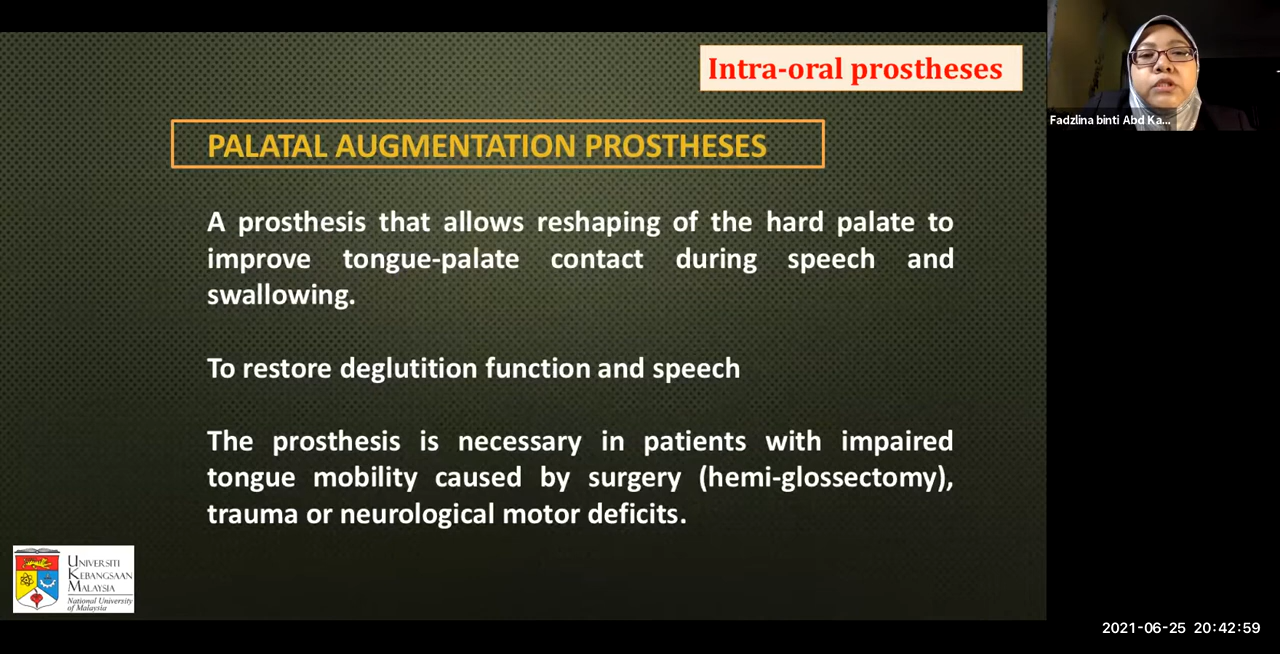 Intra-oral prostheses
Fadzlina binti Abd Ka...
PALATAL AUGMENTATION PROSTHESES
A prosthesis that allows reshaping of the hard palate to
improve tongue-palate contact during speech and
swallowing.
To restore deglutition function and speech
The prosthesis is necessary in patients with impaired
tongue mobility caused by surgery (hemi-glossectomy),
trauma or neurological motor deficits.
UNIVERSITI
KEBANGSAAN
MALAYSIA
National University
of Malaysia
2021-06-25 20:42:59